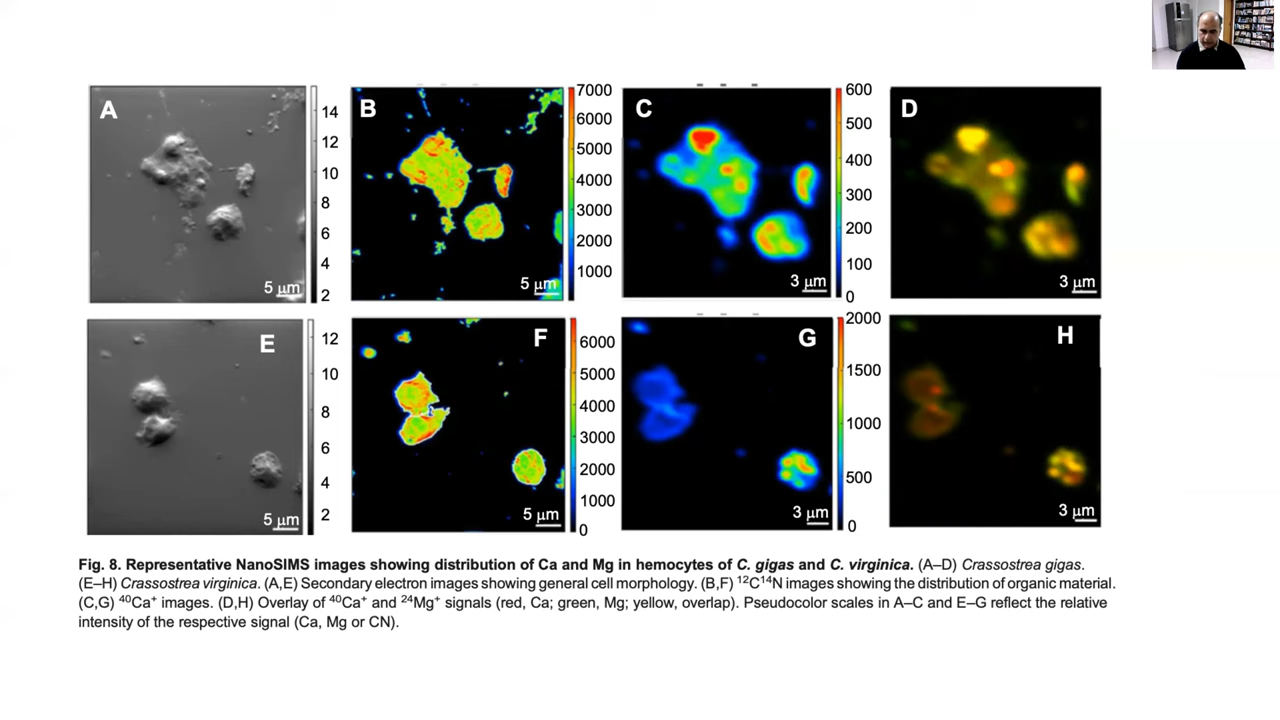 A
14
12
10
8
6
4
2
5 μm
B
7000
6000
5000
4000
3000
2000
1000
5 μm
C
600
500
400
300
200
100
0
3 μm
D
3 μm
E
12
10
8
6
4
2
5 μm
F
6000
5000
4000
3000
2000
1000
0
5 μm
G
2000
1500
1000
500
0
3 μm
H
3 μm
Fig. 8. Representative NanoSIMS images showing distribution of Ca and Mg in hemocytes of C. gigas and C. virginica. (A–D) Crassostrea gigas.
(E–H) Crassostrea virginica. (A,E) Secondary electron images showing general cell morphology. (B,F) ¹²C¹⁴N images showing the distribution of organic material.
(C,G) ⁴⁰Ca⁺ images. (D,H) Overlay of ⁴⁰Ca⁺ and ²⁴Mg⁺ signals (red, Ca; green, Mg; yellow, overlap). Pseudocolor scales in A–C and E–G reflect the relative
intensity of the respective signal (Ca, Mg or CN).